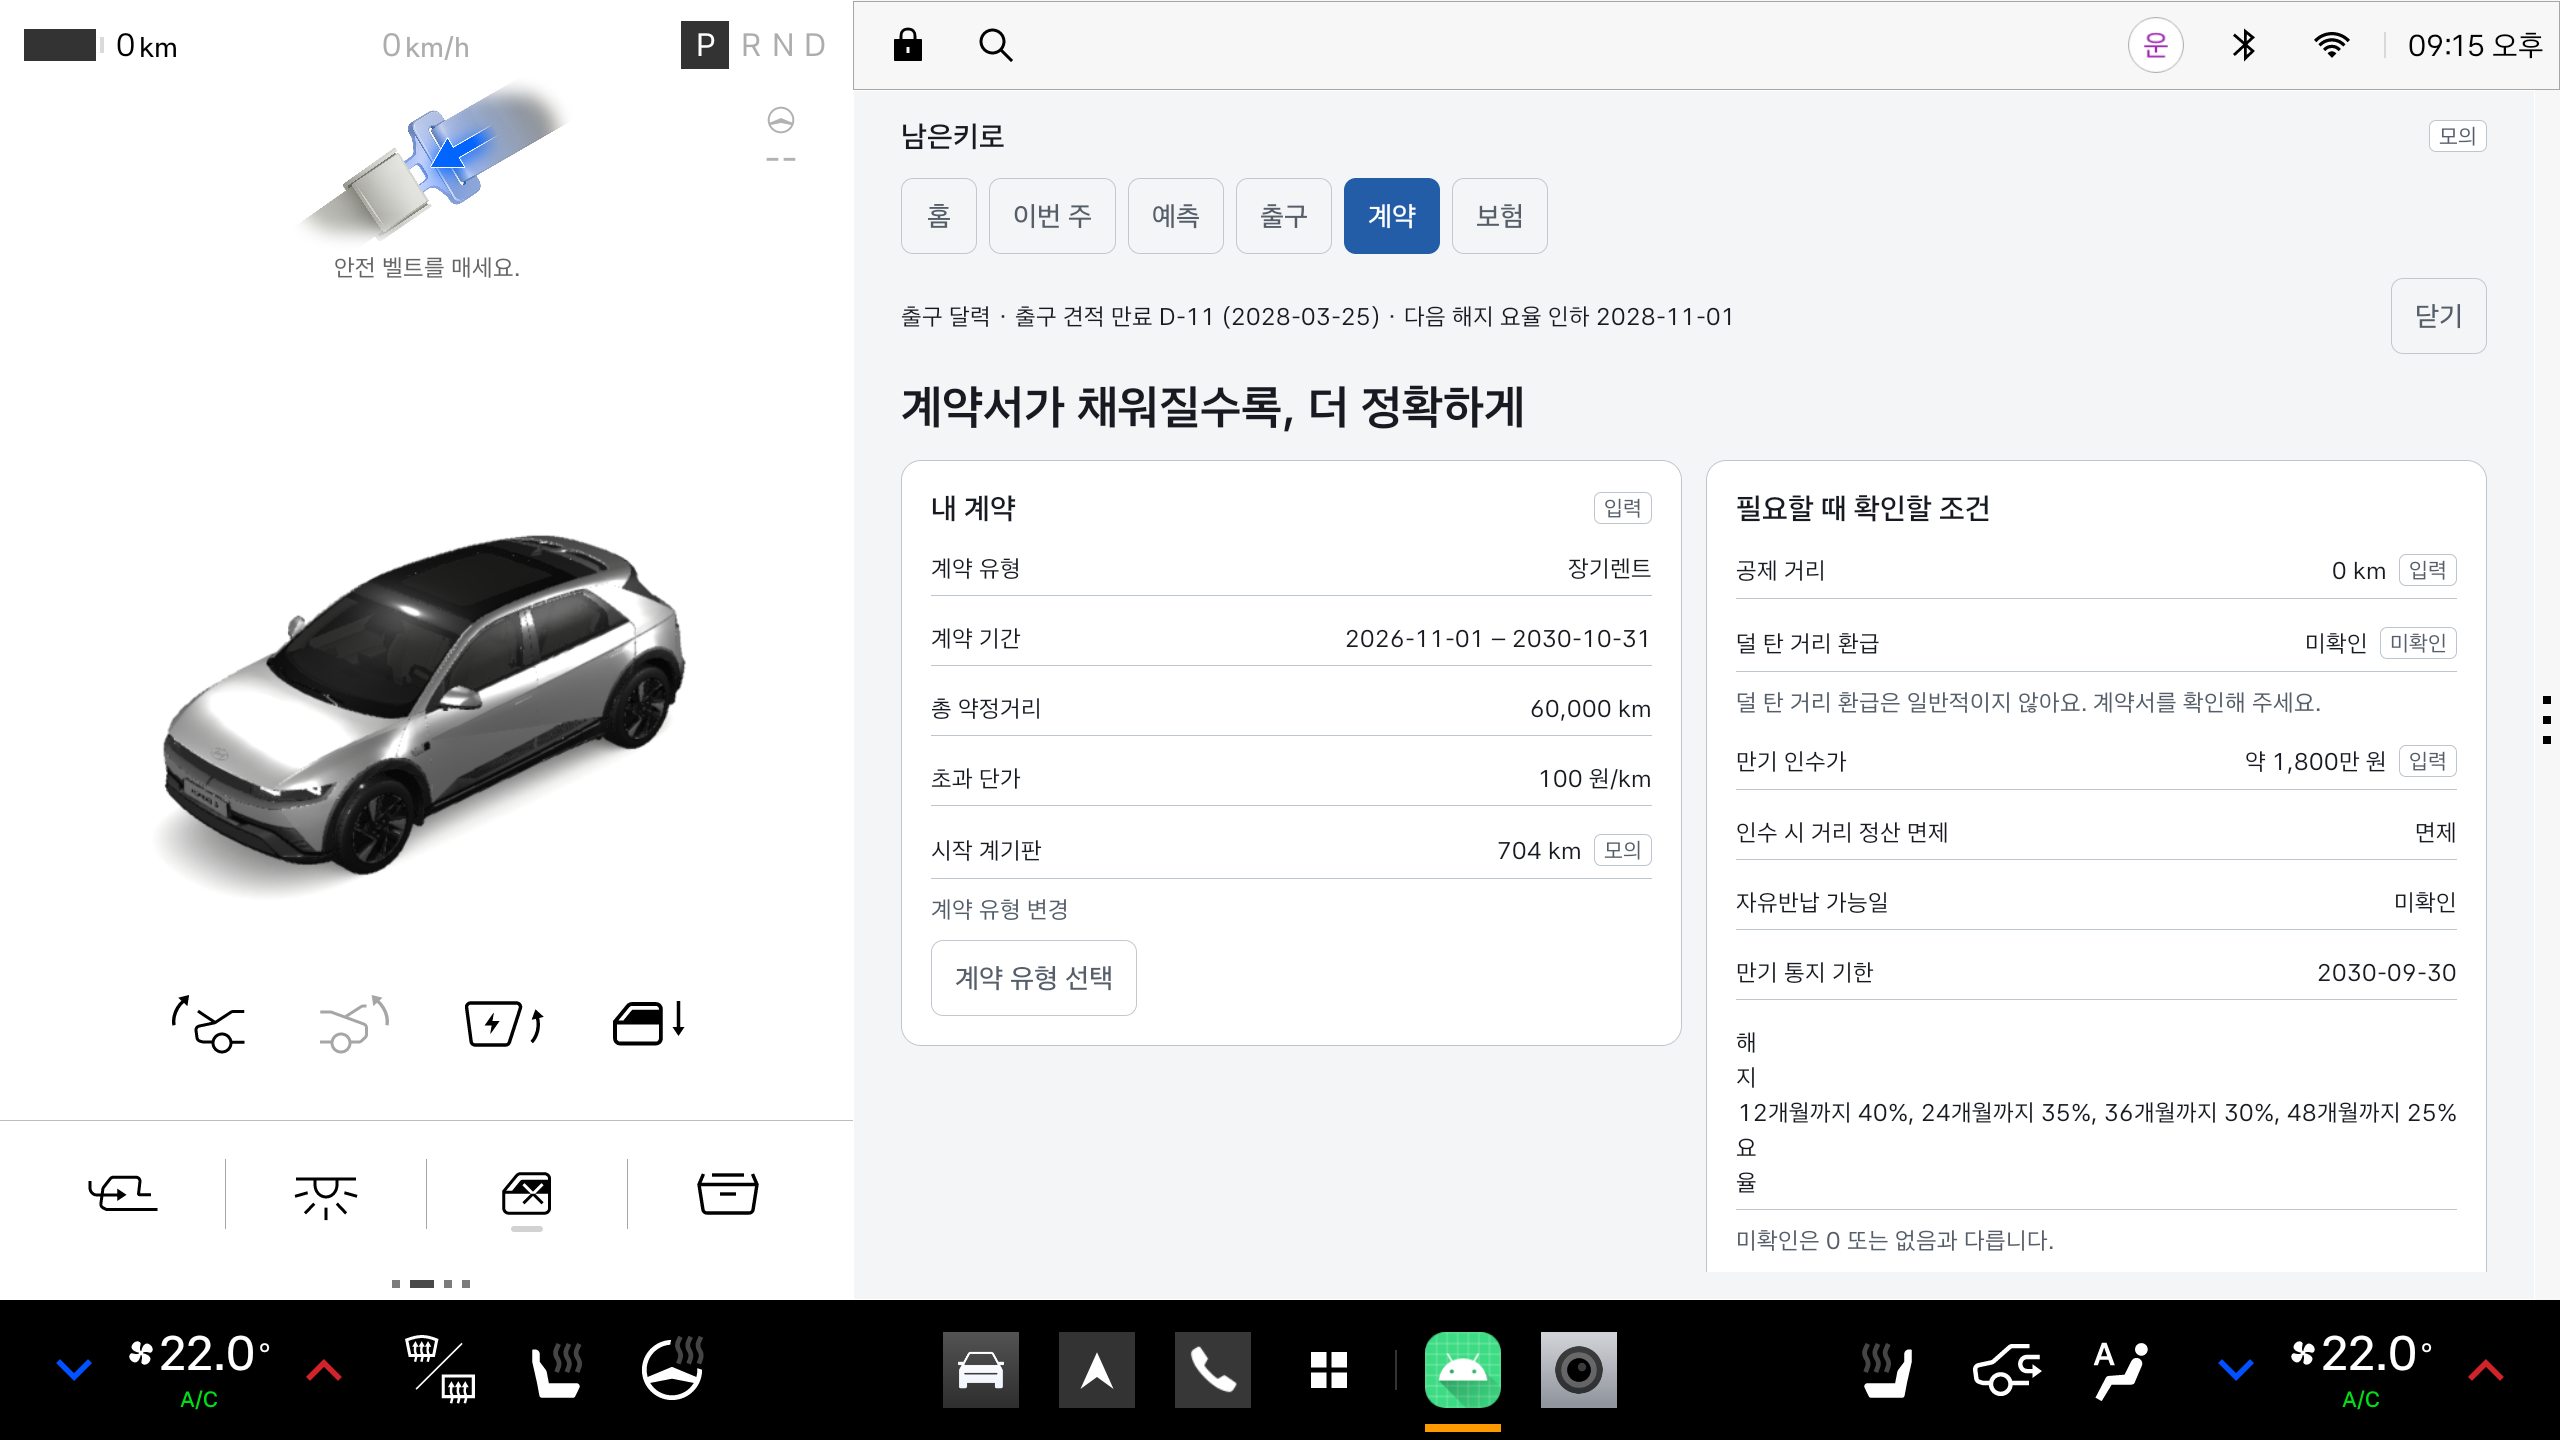 0 km
0 km/h
P R N D
09:15 오후
운
안전 벨트를 매세요.
남은키로
모의
홈
이번 주
예측
출구
계약
보험
출구 달력 · 출구 견적 만료 D-11 (2028-03-25) · 다음 해지 요율 인하 2028-11-01
닫기
계약서가 채워질수록, 더 정확하게
내 계약
입력
계약 유형
장기렌트
계약 기간
2026-11-01 – 2030-10-31
총 약정거리
60,000 km
초과 단가
100 원/km
시작 계기판
704 km
모의
계약 유형 변경
계약 유형 선택
필요할 때 확인할 조건
공제 거리
0 km
입력
덜 탄 거리 환급
미확인
미확인
덜 탄 거리 환급은 일반적이지 않아요. 계약서를 확인해 주세요.
만기 인수가
약 1,800만 원
입력
인수 시 거리 정산 면제
면제
자유반납 가능일
미확인
만기 통지 기한
2030-09-30
해
지
12개월까지 40%, 24개월까지 35%, 36개월까지 30%, 48개월까지 25%
요
율
미확인은 0 또는 없음과 다릅니다.
22.0°
A/C
A
22.0°
A/C